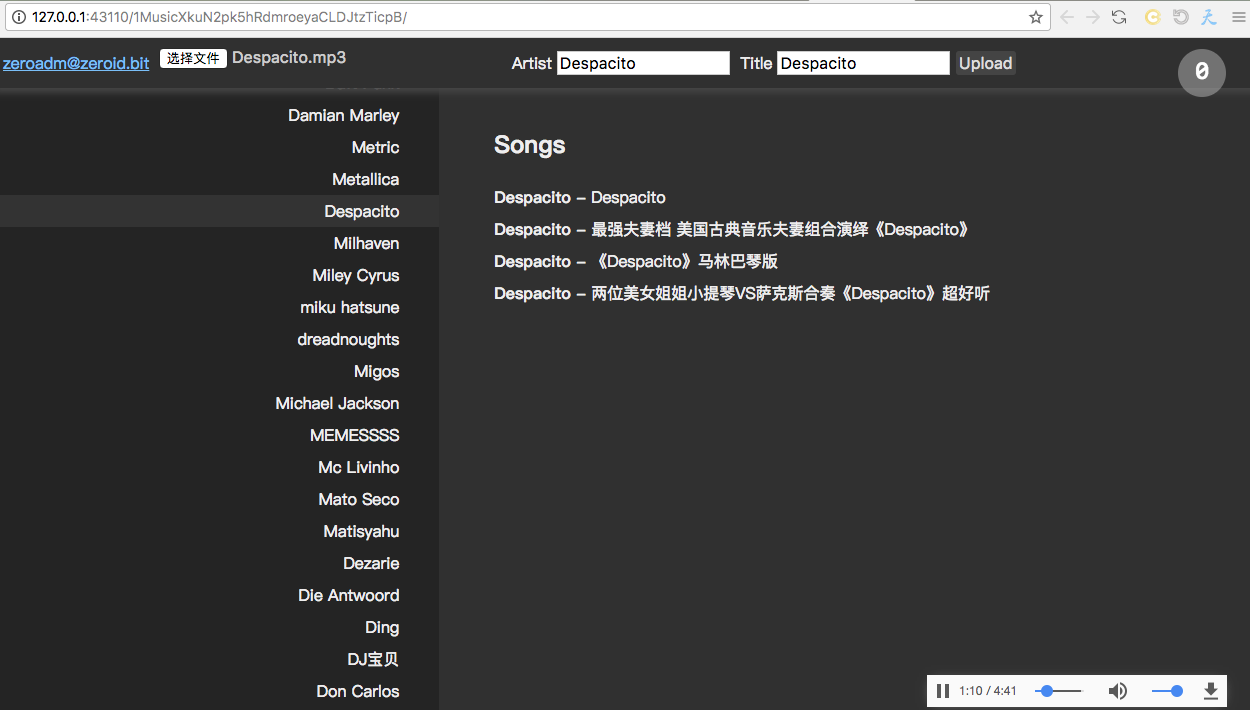 127.0.0.1:43110/1MusicXkuN2pk5hRdmroeyaCLDJtzTicpB/
zeroadm@zeroid.bit 选择文件 Despacito.mp3 Artist Despacito Title Despacito Upload 0
Damian Marley
Metric
Metallica
Despacito
Milhaven
Miley Cyrus
miku hatsune
dreadnoughts
Migos
Michael Jackson
MEMESSSS
Mc Livinho
Mato Seco
Matisyahu
Dezarie
Die Antwoord
Ding
DJ宝贝
Don Carlos
Songs
Despacito – Despacito
Despacito – 最强夫妻档 美国古典音乐夫妻组合演绎《Despacito》
Despacito – 《Despacito》马林巴琴版
Despacito – 两位美女姐姐小提琴VS萨克斯合奏《Despacito》超好听
1:10 / 4:41